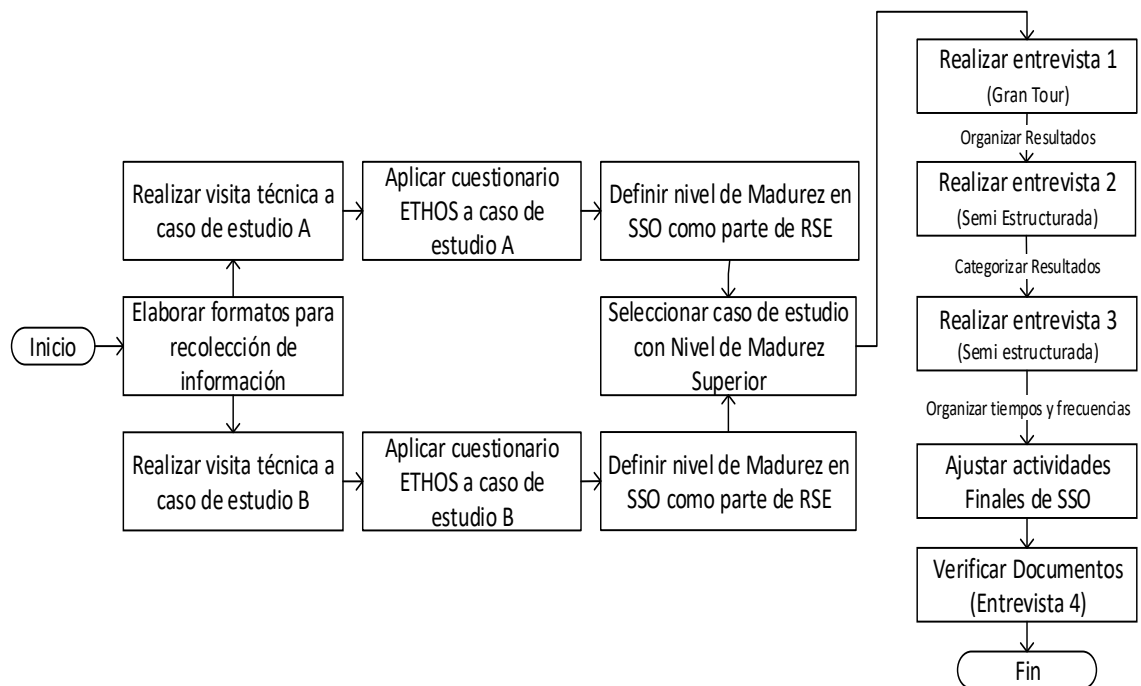 Inicio
Elaborar formatos para
recolección de
información
Realizar visita técnica a
caso de estudio A
Aplicar cuestionario
ETHOS a caso de
estudio A
Definir nivel de Madurez en
SSO como parte de RSE
Realizar visita técnica a
caso de estudio B
Aplicar cuestionario
ETHOS a caso de
estudio B
Definir nivel de Madurez en
SSO como parte de RSE
Seleccionar caso de estudio
con Nivel de Madurez
Superior
Realizar entrevista 1
(Gran Tour)
Organizar Resultados
Realizar entrevista 2
(Semi Estructurada)
Categorizar Resultados
Realizar entrevista 3
(Semi estructurada)
Organizar tiempos y frecuencias
Ajustar actividades
Finales de SSO
Verificar Documentos
(Entrevista 4)
Fin